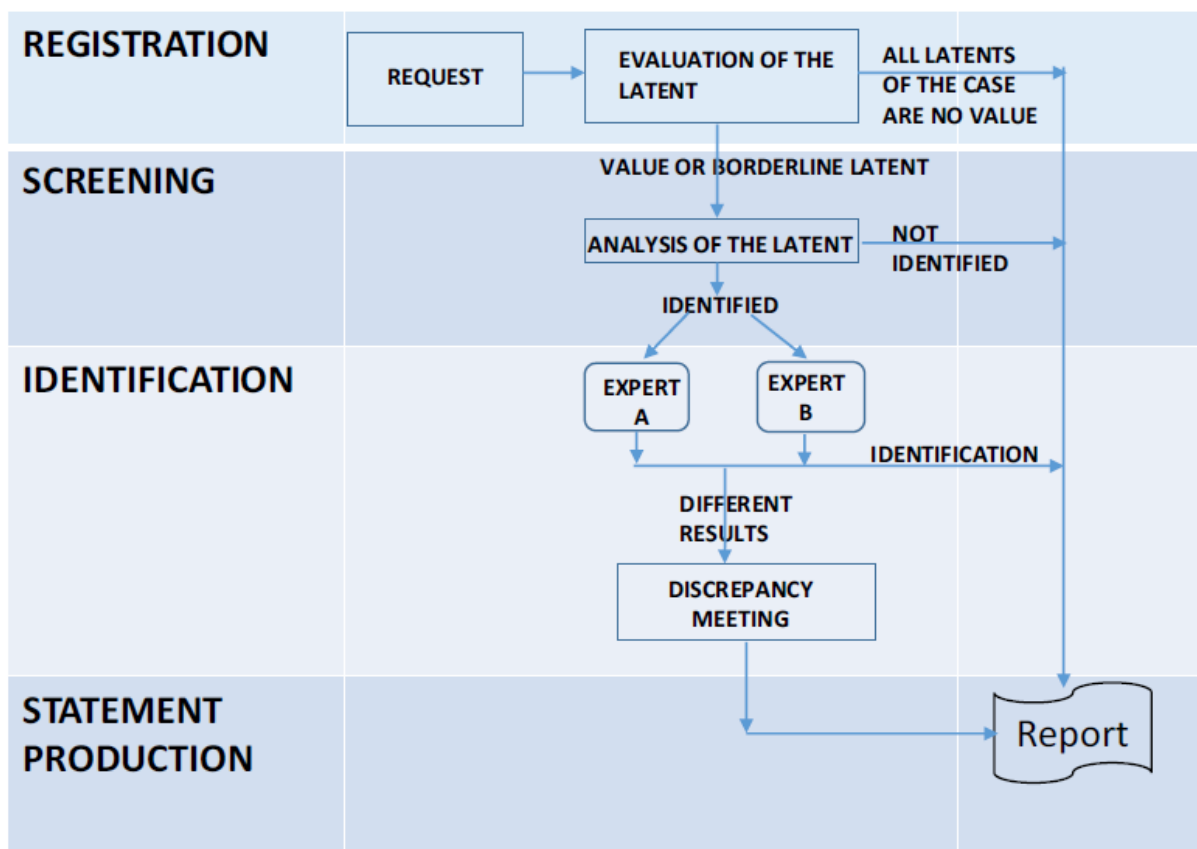 REGISTRATION
REQUEST
EVALUATION OF THE
LATENT
ALL LATENTS
OF THE CASE
ARE NO VALUE
SCREENING
VALUE OR BORDERLINE LATENT
ANALYSIS OF THE LATENT
NOT
IDENTIFIED
IDENTIFIED
IDENTIFICATION
EXPERT
A
EXPERT
B
IDENTIFICATION
DIFFERENT
RESULTS
DISCREPANCY
MEETING
STATEMENT
PRODUCTION
Report